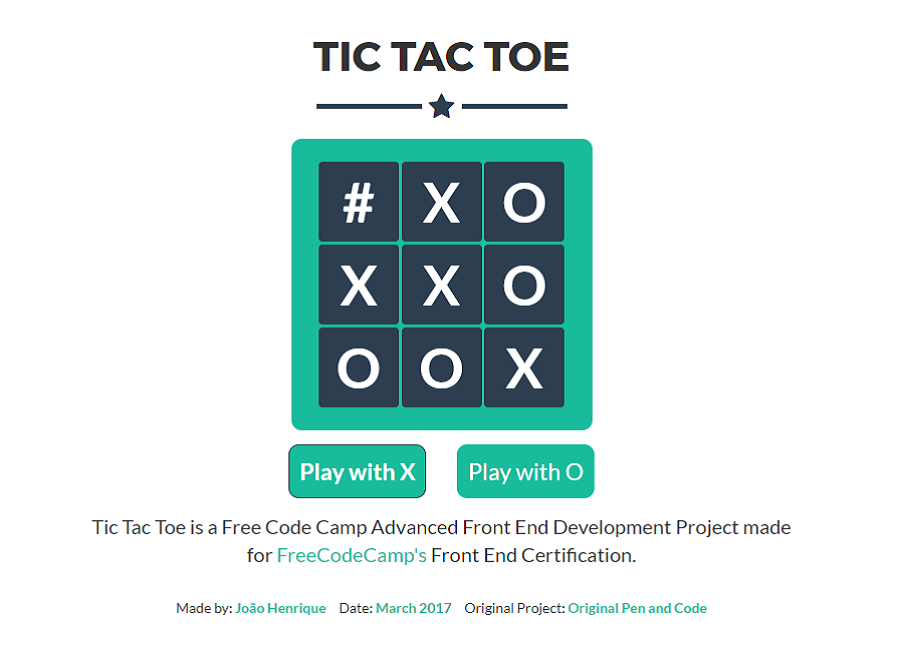 TIC TAC TOE
# X O
X X O
O O X
Play with X Play with O
Tic Tac Toe is a Free Code Camp Advanced Front End Development Project made
for FreeCodeCamp's Front End Certification.
Made by: João Henrique Date: March 2017 Original Project: Original Pen and Code